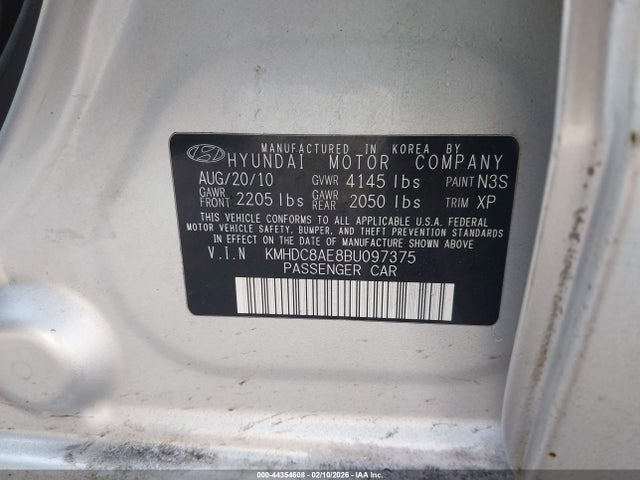 MANUFACTURED IN KOREA BY
HYUNDAI MOTOR COMPANY
AUG/20/10 GVWR 4145 lbs PAINT N3S
GAWR FRONT 2205 lbs GAWR REAR 2050 lbs TRIM XP
THIS VEHICLE CONFORMS TO ALL APPLICABLE U.S.A. FEDERAL
MOTOR VEHICLE SAFETY, BUMPER, AND THEFT PREVENTION STANDARDS
IN EFFECT ON THE DATE OF MANUFACTURE SHOWN ABOVE.
V.I.N KMHDC8AE8BU097375
PASSENGER CAR
000-44354608 - 02/10/2026 - IAA Inc.